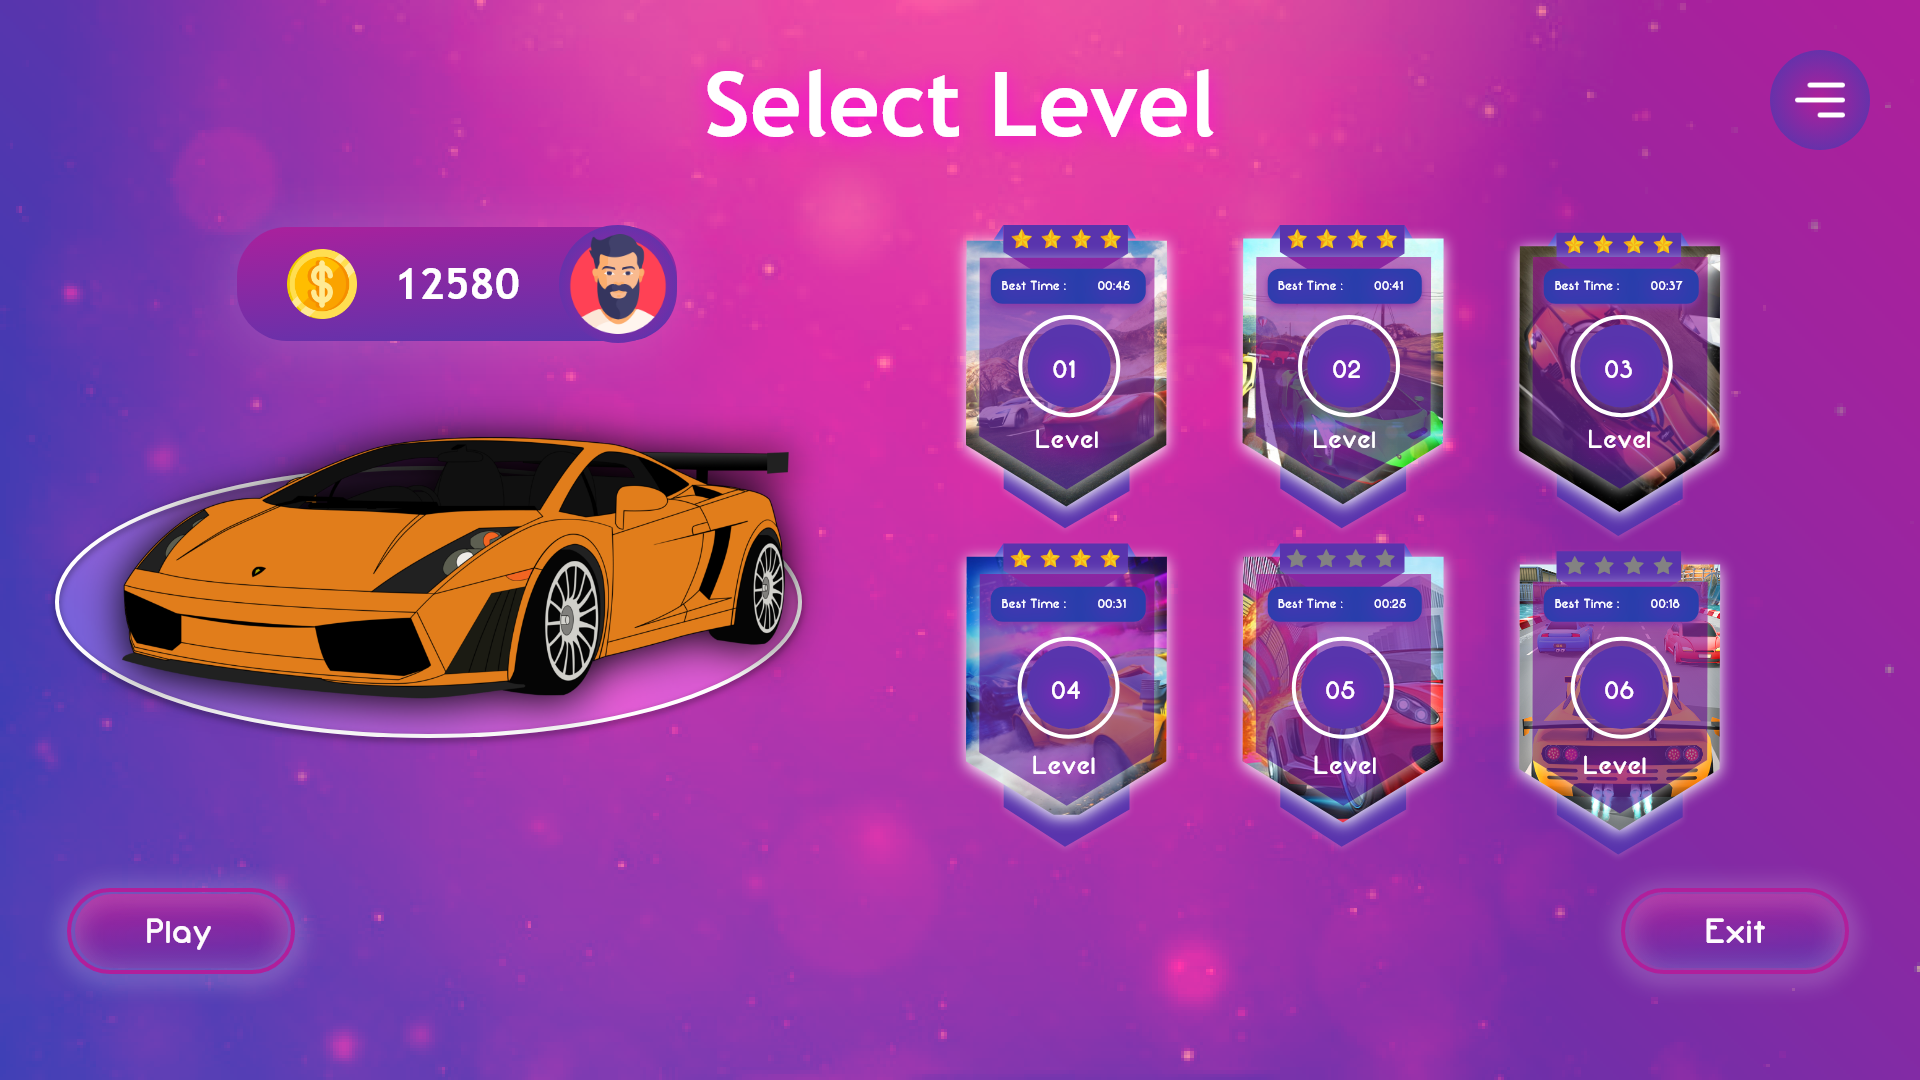 Select Level
12580
Best Time : 00:45
01
Level
Best Time : 00:41
02
Level
Best Time : 00:37
03
Level
Best Time : 00:31
04
Level
Best Time : 00:25
05
Level
Best Time : 00:18
06
Level
Play
Exit